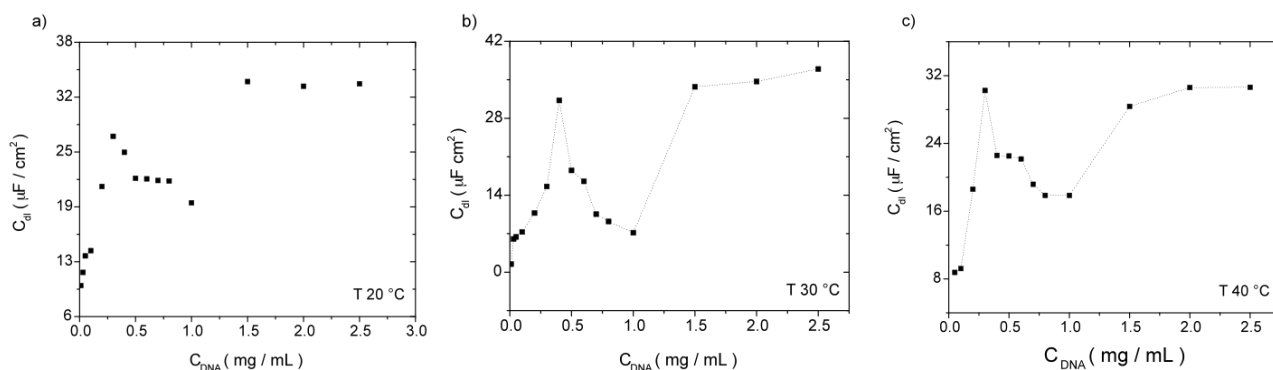 a)
38
32
25
19
13
6
0.0 0.5 1.0 1.5 2.0 2.5 3.0
C_dl ( μF / cm²)
C_DNA ( mg / mL )
T 20 °C
b)
42
28
14
0
0.0 0.5 1.0 1.5 2.0 2.5
C_dl ( μF cm²)
C_DNA ( mg / mL )
T 30 °C
c)
32
24
16
8
0.0 0.5 1.0 1.5 2.0 2.5
C_dl ( μF / cm²)
C_DNA ( mg / mL )
T 40 °C